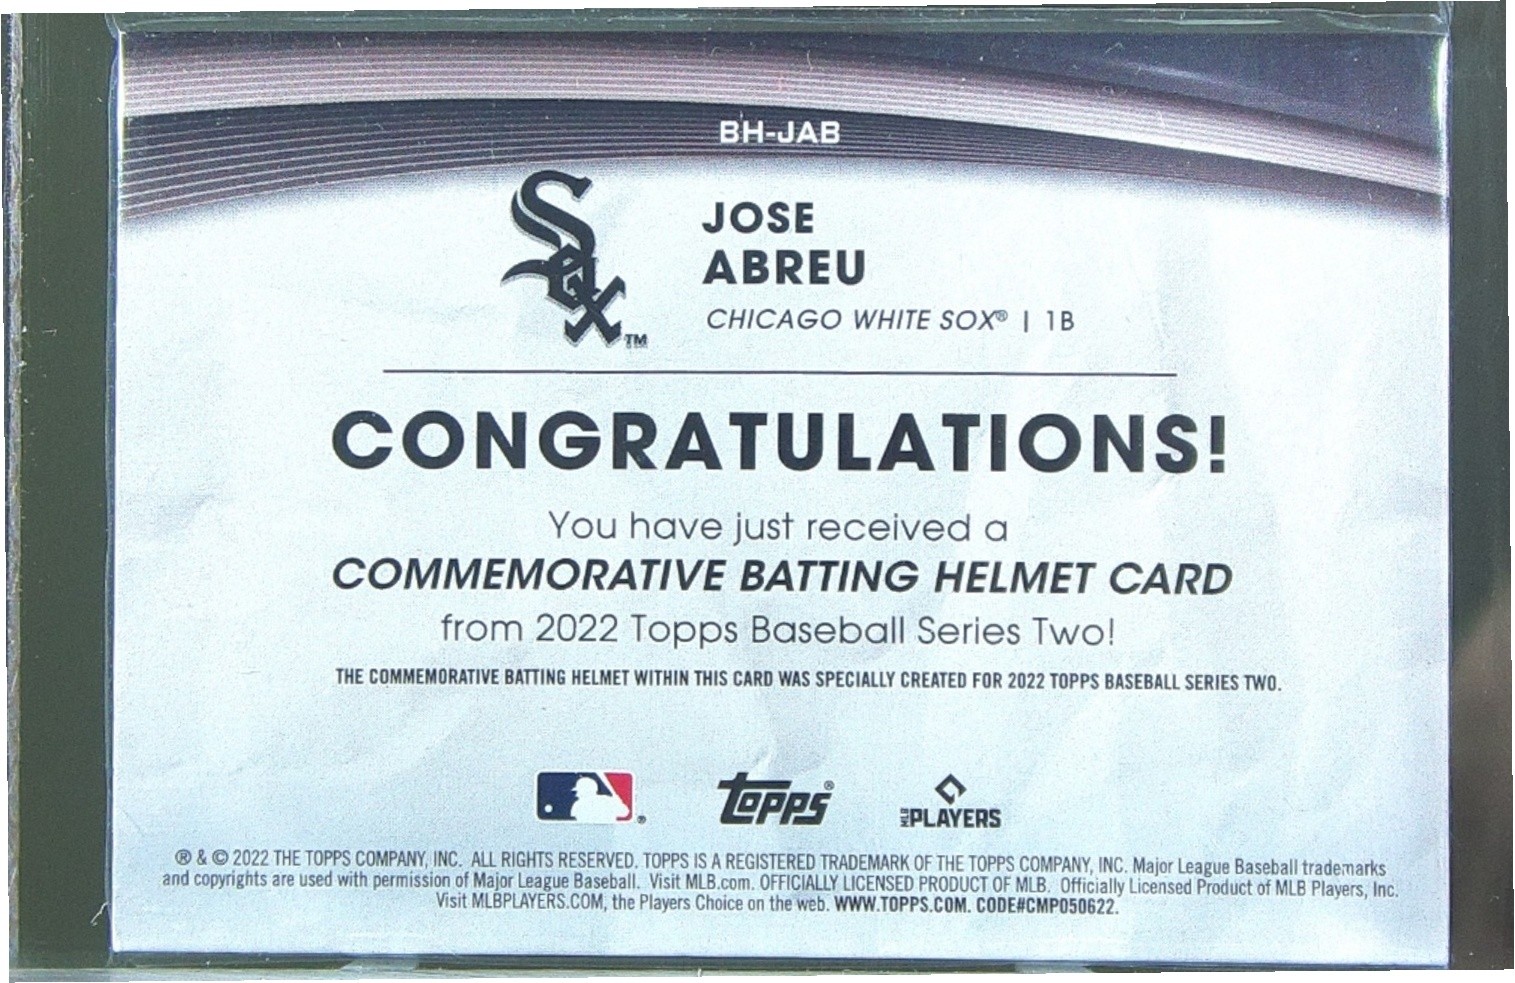 BH-JAB
Sox™
JOSE
ABREU
CHICAGO WHITE SOX® | 1B
CONGRATULATIONS!
You have just received a
COMMEMORATIVE BATTING HELMET CARD
from 2022 Topps Baseball Series Two!
THE COMMEMORATIVE BATTING HELMET WITHIN THIS CARD WAS SPECIALLY CREATED FOR 2022 TOPPS BASEBALL SERIES TWO.
® topps® MLB PLAYERS
® & © 2022 THE TOPPS COMPANY, INC. ALL RIGHTS RESERVED. TOPPS IS A REGISTERED TRADEMARK OF THE TOPPS COMPANY, INC. Major League Baseball trademarks
and copyrights are used with permission of Major League Baseball. Visit MLB.com. OFFICIALLY LICENSED PRODUCT OF MLB. Officially Licensed Product of MLB Players, Inc.
Visit MLBPLAYERS.COM, the Players Choice on the web. WWW.TOPPS.COM. CODE#CMP050622.